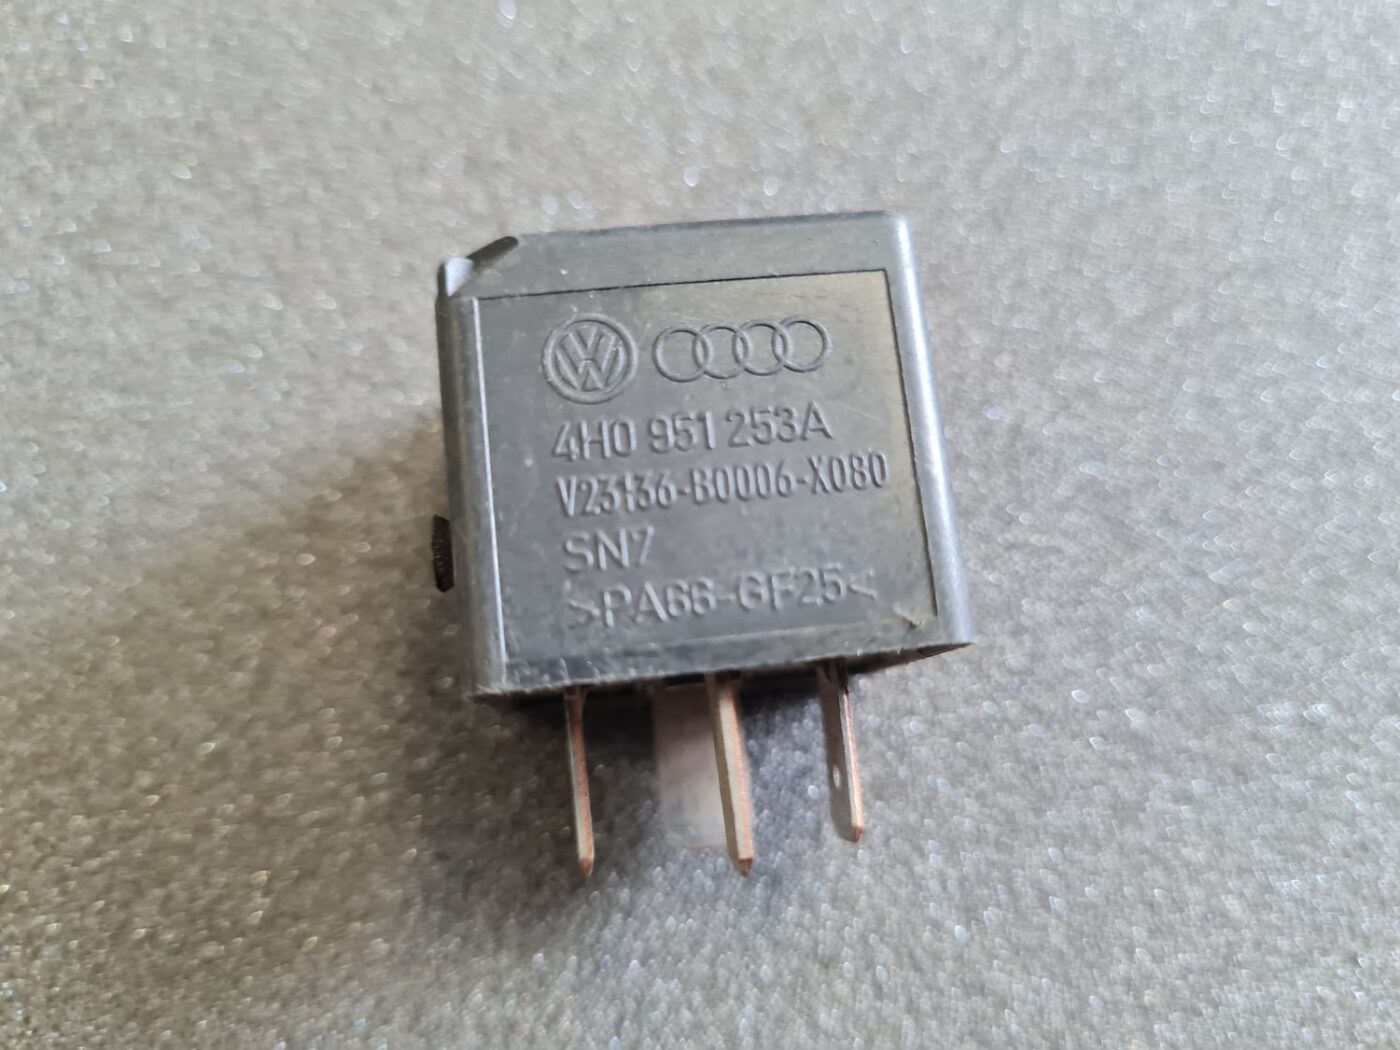 4H0 951 253A
V23136-B0006-X080
SN7
>PA66-GF25<